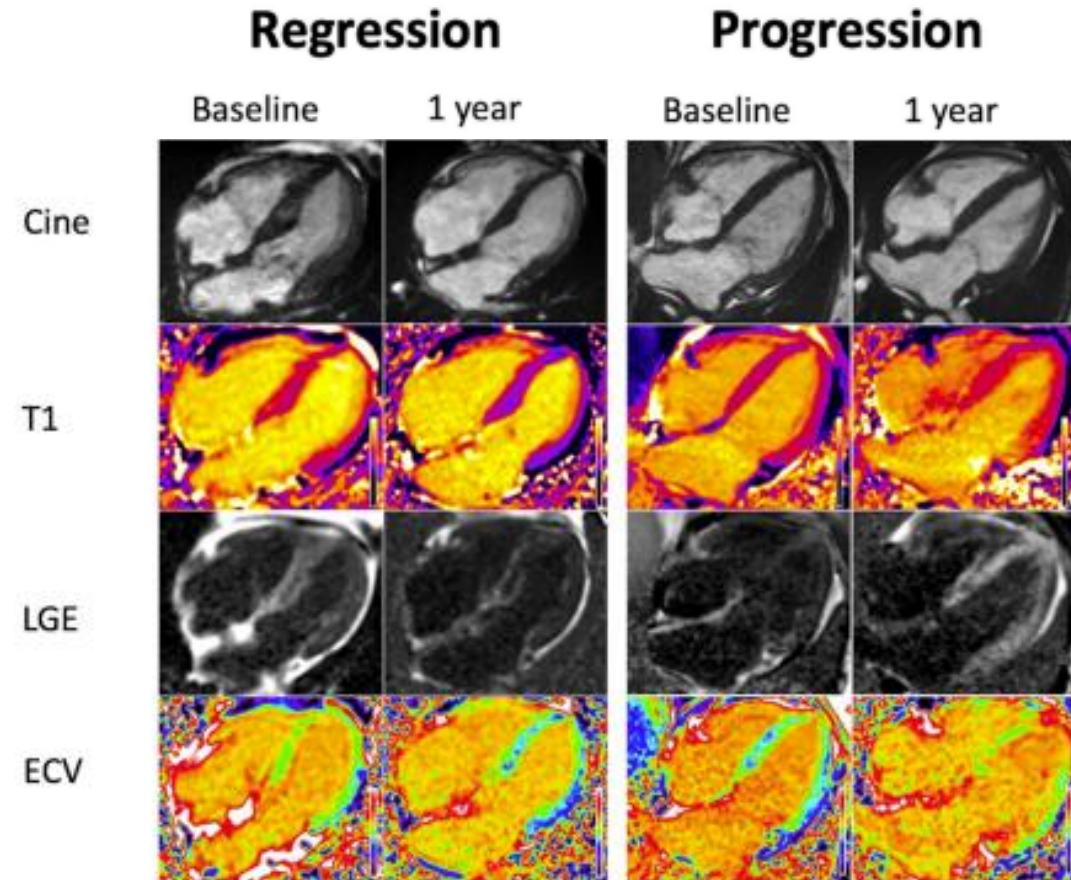 Regression Progression
Baseline 1 year Baseline 1 year
Cine
T1
LGE
ECV